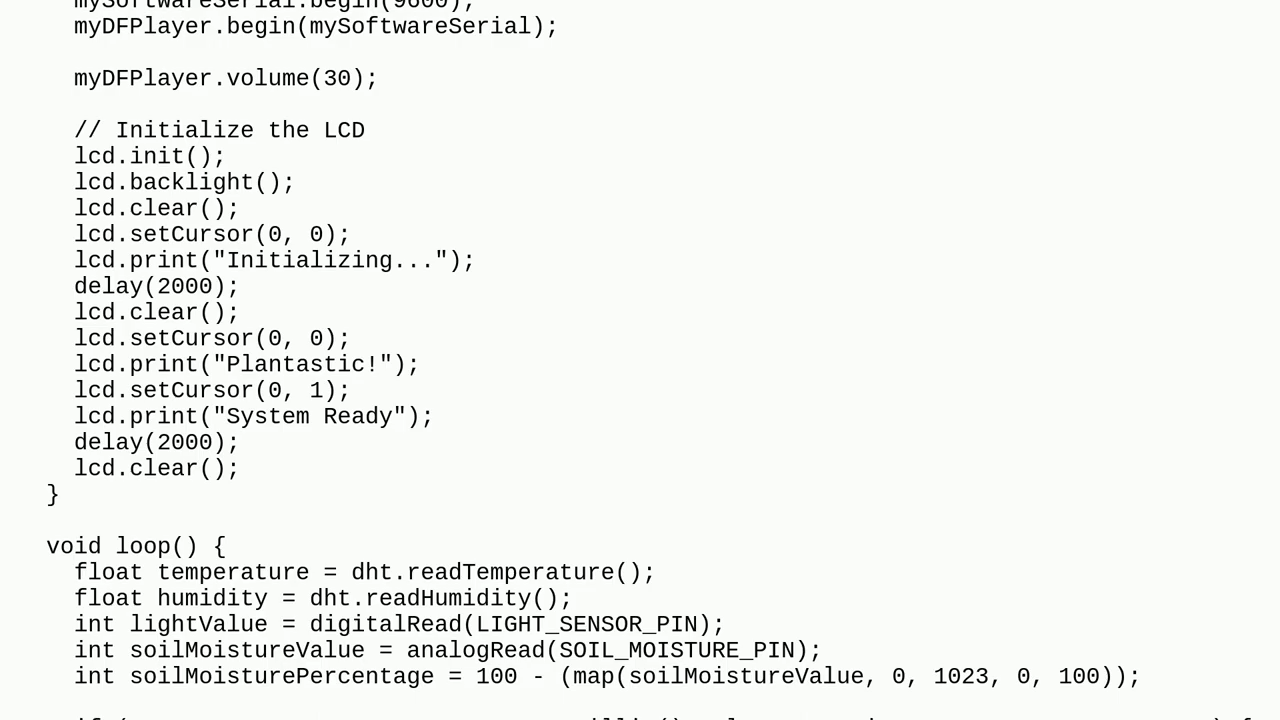 mySoftwareSerial.begin(9600);
myDFPlayer.begin(mySoftwareSerial);
myDFPlayer.volume(30);
// Initialize the LCD
lcd.init();
lcd.backlight();
lcd.clear();
lcd.setCursor(0, 0);
lcd.print("Initializing...");
delay(2000);
lcd.clear();
lcd.setCursor(0, 0);
lcd.print("Plantastic!");
lcd.setCursor(0, 1);
lcd.print("System Ready");
delay(2000);
lcd.clear();
}
void loop() {
float temperature = dht.readTemperature();
float humidity = dht.readHumidity();
int lightValue = digitalRead(LIGHT_SENSOR_PIN);
int soilMoistureValue = analogRead(SOIL_MOISTURE_PIN);
int soilMoisturePercentage = 100 - (map(soilMoistureValue, 0, 1023, 0, 100));